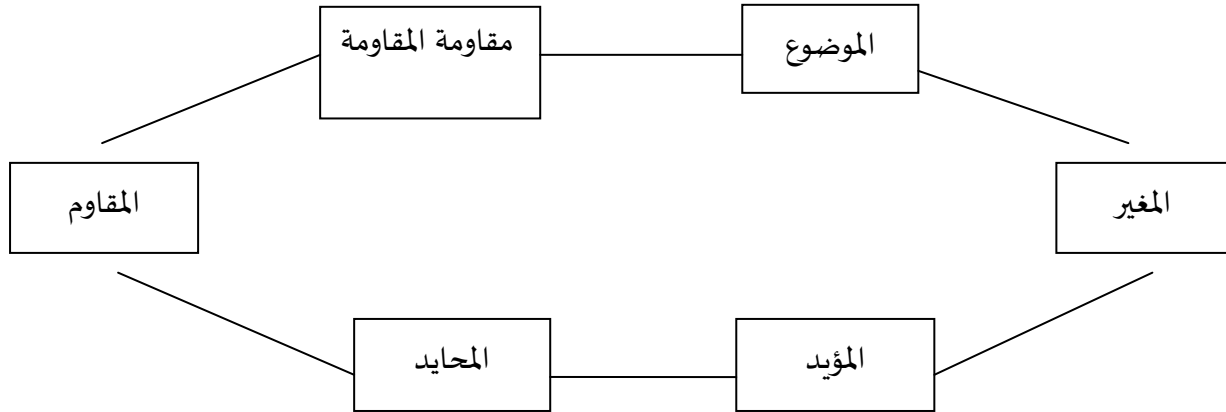 الموضوع
مقاومة المقاومة
المغير
المقاوم
المؤيد
المحايد